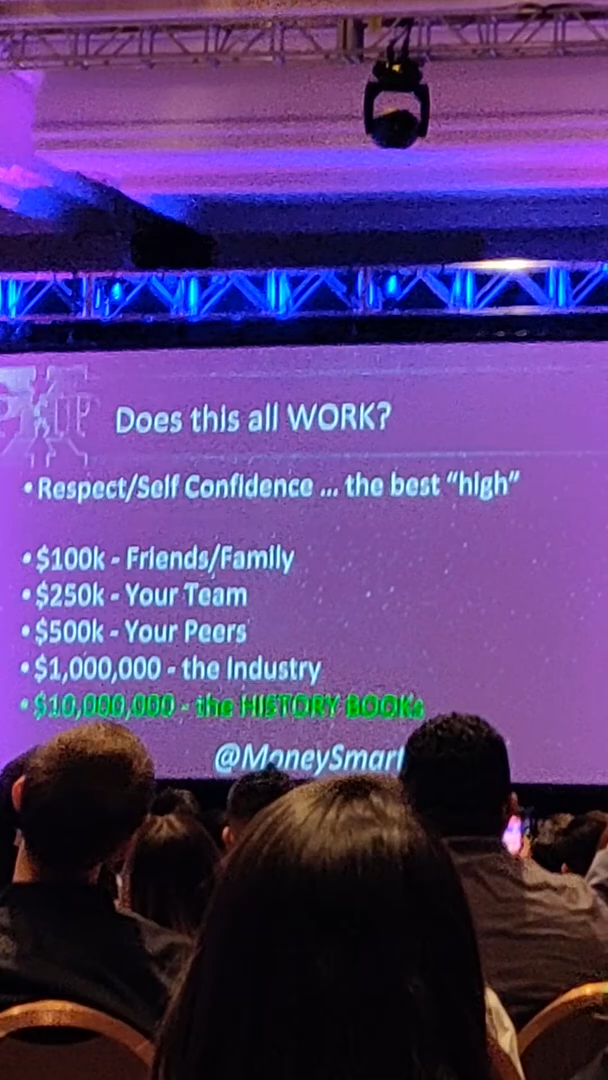 Does this all WORK?
• Respect/Self Confidence ... the best “high”
• $100k - Friends/Family
• $250k - Your Team
• $500k - Your Peers
• $1,000,000 - the Industry
• $10,000,000 - the HISTORY BOOKs
@MoneySmart